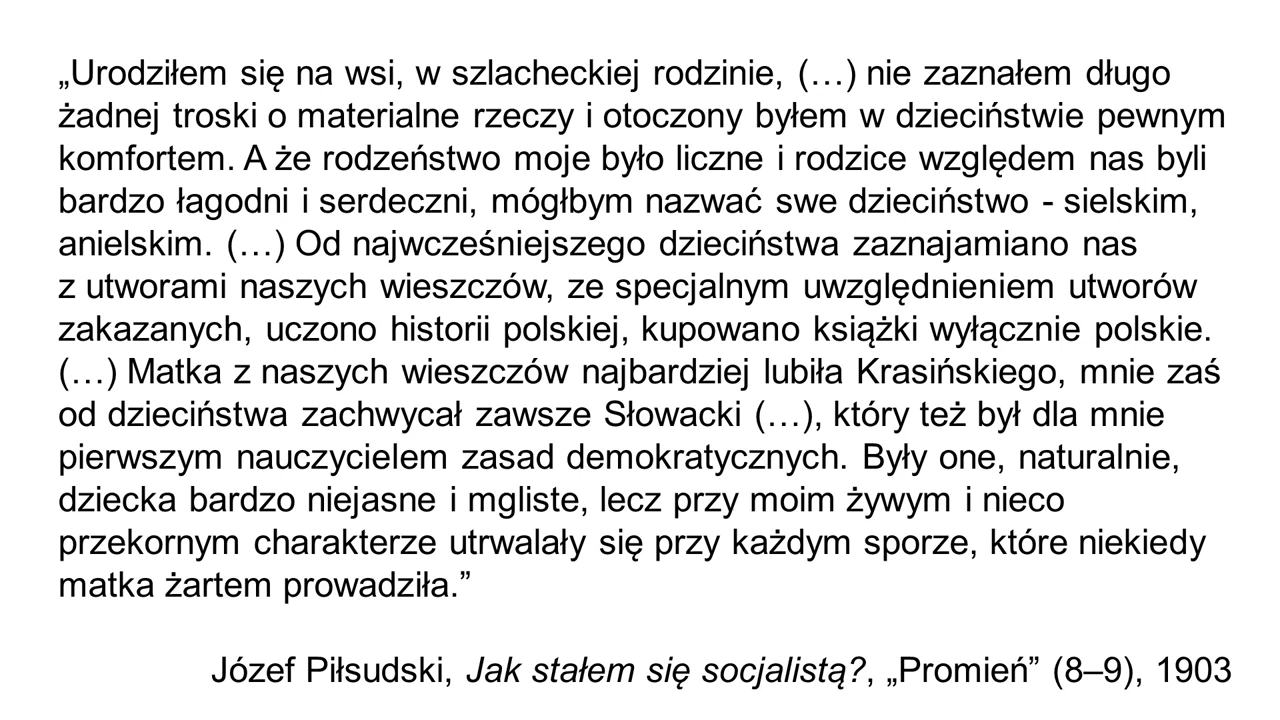 „Urodziłem się na wsi, w szlacheckiej rodzinie, (…) nie zaznałem długo
żadnej troski o materialne rzeczy i otoczony byłem w dzieciństwie pewnym
komfortem. A że rodzeństwo moje było liczne i rodzice względem nas byli
bardzo łagodni i serdeczni, mógłbym nazwać swe dzieciństwo - sielskim,
anielskim. (…) Od najwcześniejszego dzieciństwa zaznajamiano nas
z utworami naszych wieszczów, ze specjalnym uwzględnieniem utworów
zakazanych, uczono historii polskiej, kupowano książki wyłącznie polskie.
(…) Matka z naszych wieszczów najbardziej lubiła Krasińskiego, mnie zaś
od dzieciństwa zachwycał zawsze Słowacki (…), który też był dla mnie
pierwszym nauczycielem zasad demokratycznych. Były one, naturalnie,
dziecka bardzo niejasne i mgliste, lecz przy moim żywym i nieco
przekornym charakterze utrwalały się przy każdym sporze, które niekiedy
matka żartem prowadziła.”
Józef Piłsudski, Jak stałem się socjalistą?, „Promień” (8–9), 1903